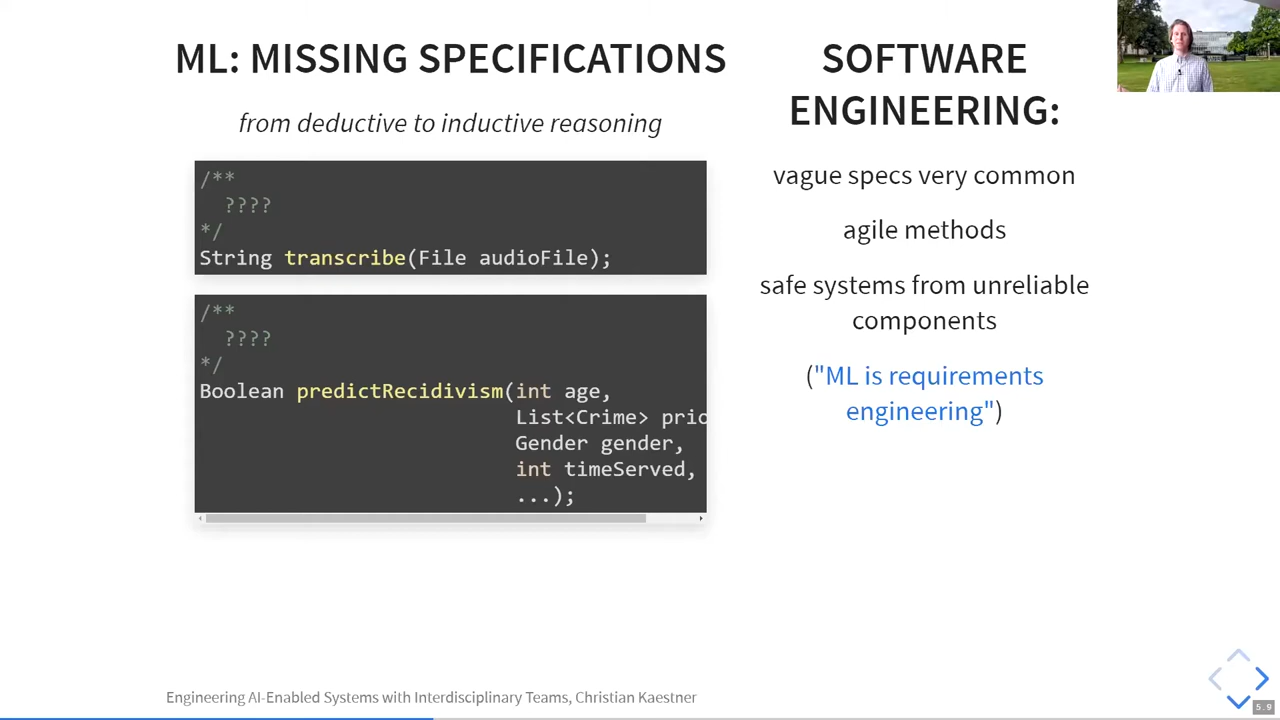 ML: MISSING SPECIFICATIONS
from deductive to inductive reasoning
/**
????
*/
String transcribe(File audioFile);
/**
????
*/
Boolean predictRecidivism(int age,
List<Crime> prio
Gender gender,
int timeServed,
...);
SOFTWARE
ENGINEERING:
vague specs very common
agile methods
safe systems from unreliable
components
("ML is requirements
engineering")
Engineering AI-Enabled Systems with Interdisciplinary Teams, Christian Kaestner
5.9